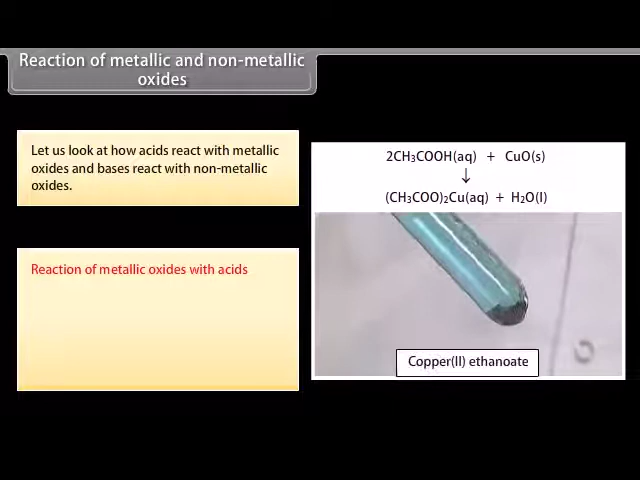 Reaction of metallic and non-metallic
oxides
Let us look at how acids react with metallic
oxides and bases react with non-metallic
oxides.
Reaction of metallic oxides with acids
2CH₃COOH(aq) + CuO(s)
↓
(CH₃COO)₂Cu(aq) + H₂O(l)
Copper(II) ethanoate